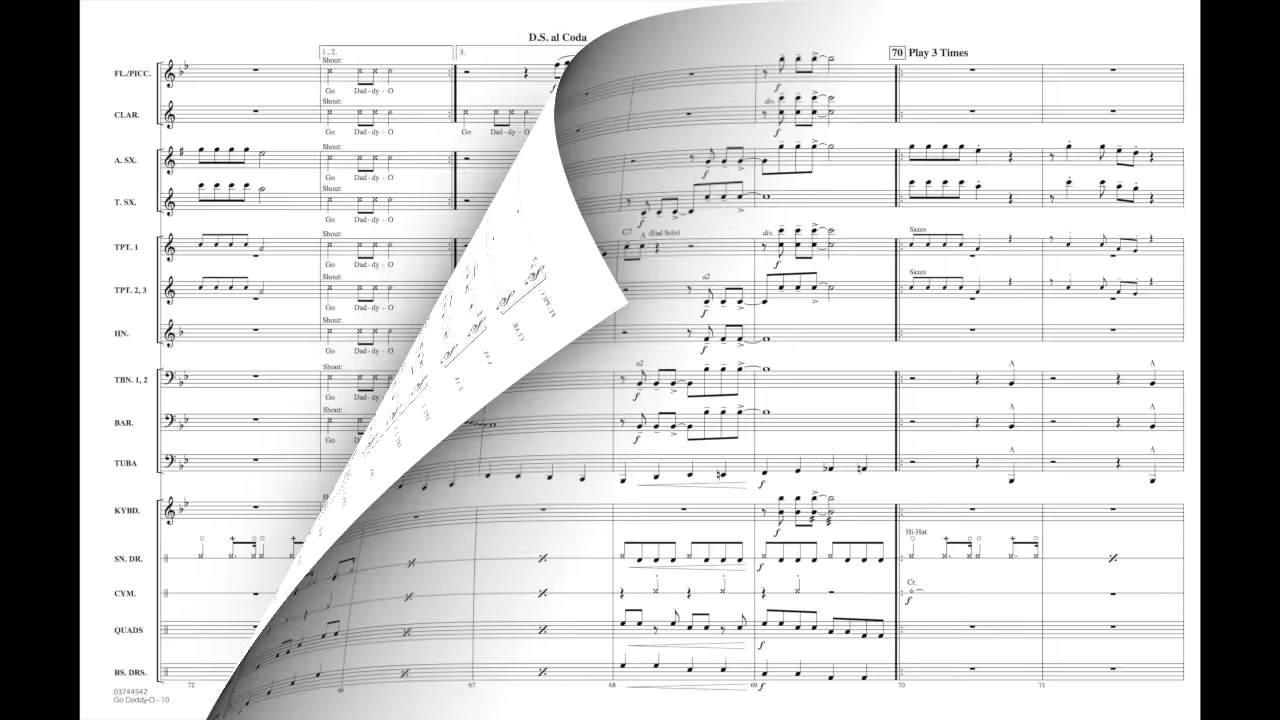 D.S. al Coda
70 Play 3 Times
1., 2.
3.
FL./PICC.
Shout:
Go Dad - dy - O
CLAR.
Shout:
div.
f
Go Dad - dy - O
Go Dad - dy - O
A. SX.
Shout:
f
Go Dad - dy - O
T. SX.
Shout:
f
Go Dad - dy - O
TPT. 1
Shout:
C7
(End Solo)
div.
f
Saxes
Go Dad - dy - O
TPT. 2, 3
Shout:
a2
f
Saxes
Go Dad - dy - O
HN.
Shout:
f
Go Dad - dy - O
TBN. 1, 2
Shout:
a2
f
Go Dad - dy
BAR.
Shout:
f
Go Dad
TUBA
f
KYBD.
f
SN. DR.
f
Hi-Hat
CYM.
Cr.
f
QUADS
f
BS. DRS.
f
72
66
67
68
69
70
71
03744542
Go Daddy-O - 10